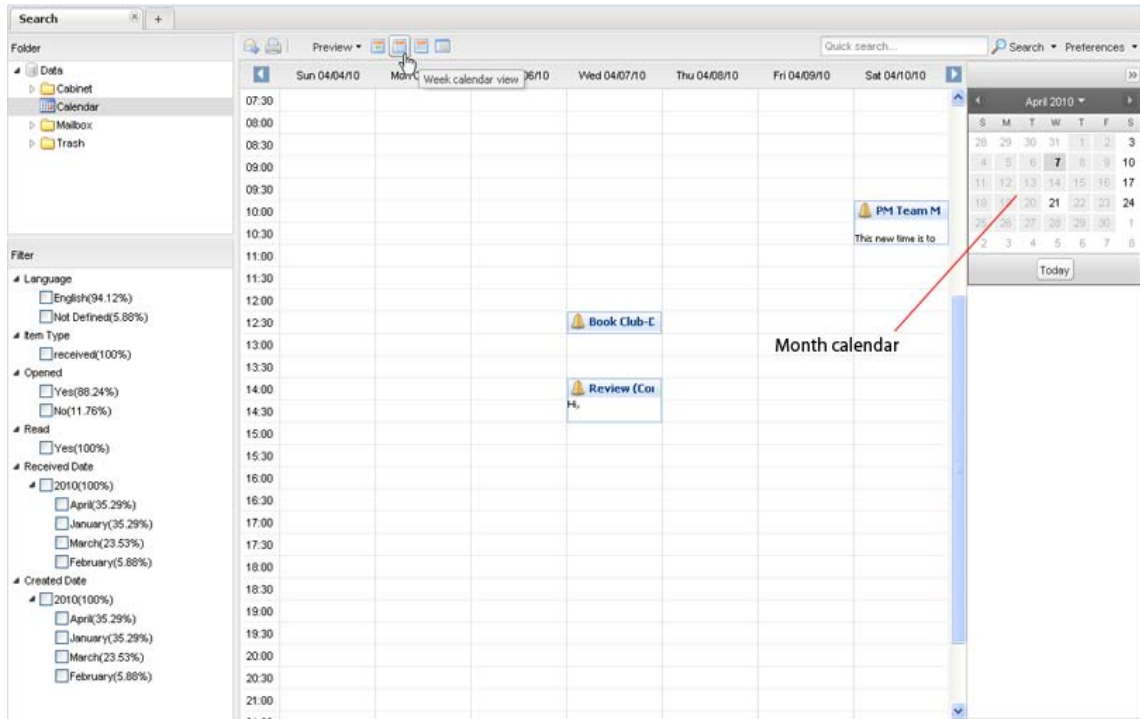 Search
+
Folder
Data
Cabinet
Calendar
Mailbox
Trash
Filter
Language
English(94.12%)
Not Defined(5.88%)
Item Type
received(100%)
Opened
Yes(88.24%)
No(11.76%)
Read
Yes(100%)
Received Date
2010(100%)
April(35.29%)
January(35.29%)
March(23.53%)
February(5.88%)
Created Date
2010(100%)
April(35.29%)
January(35.29%)
March(23.53%)
February(5.88%)
Preview
Quick search...
Search Preferences
Week calendar view
Sun 04/04/10 Wed 04/07/10 Thu 04/08/10 Fri 04/09/10 Sat 04/10/10
07:30
08:00
08:30
09:00
09:30
10:00 PM Team M
10:30 This new time is to
11:00
11:30
12:00
12:30 Book Club-D
13:00
13:30
14:00 Review (Cor
14:30 Hi,
15:00
15:30
16:00
16:30
17:00
17:30
18:00
18:30
19:00
19:30
20:00
20:30
21:00
April 2010
S M T W T F S
28 29 30 31 1 2 3
4 5 6 7 8 9 10
11 12 13 14 15 16 17
18 19 20 21 22 23 24
25 26 27 28 29 30 1
2 3 4 5 6 7 8
Today
Month calendar